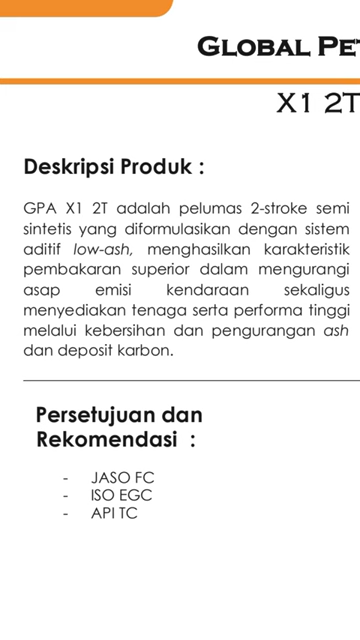 GLOBAL PET
X1 2T
Deskripsi Produk :
GPA X1 2T adalah pelumas 2-stroke semi
sintetis yang diformulasikan dengan sistem
aditif low-ash, menghasilkan karakteristik
pembakaran superior dalam mengurangi
asap emisi kendaraan sekaligus
menyediakan tenaga serta performa tinggi
melalui kebersihan dan pengurangan ash
dan deposit karbon.
Persetujuan dan
Rekomendasi :
- JASO FC
- ISO EGC
- API TC